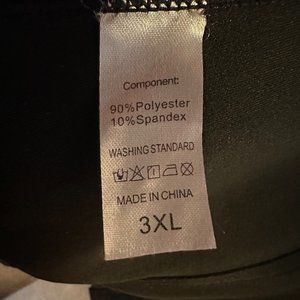 Component:
90%Polyester
10%Spandex
WASHING STANDARD
MADE IN CHINA
3XL